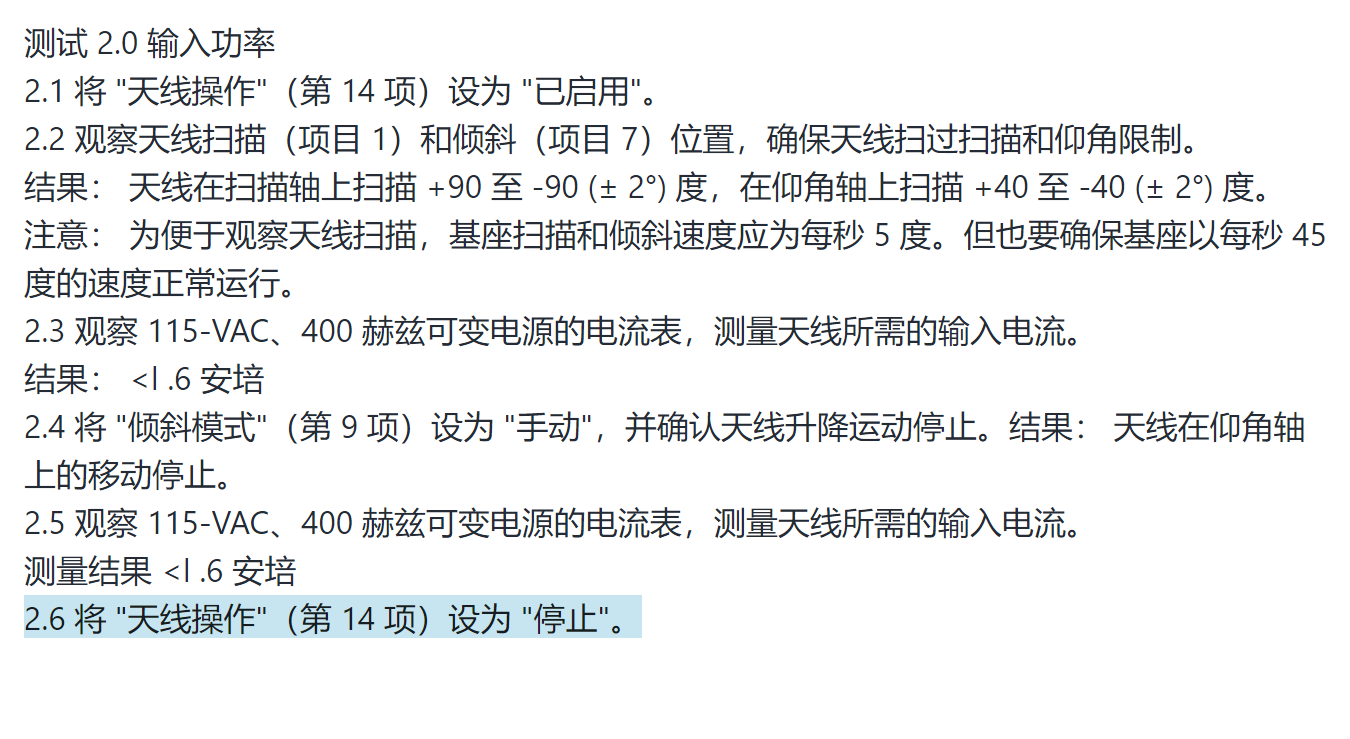 测试 2.0 输入功率
2.1 将 "天线操作"（第 14 项）设为 "已启用"。
2.2 观察天线扫描（项目 1）和倾斜（项目 7）位置，确保天线扫过扫描和仰角限制。
结果： 天线在扫描轴上扫描 +90 至 -90 (± 2°) 度，在仰角轴上扫描 +40 至 -40 (± 2°) 度。
注意： 为便于观察天线扫描，基座扫描和倾斜速度应为每秒 5 度。但也要确保基座以每秒 45
度的速度正常运行。
2.3 观察 115-VAC、400 赫兹可变电源的电流表，测量天线所需的输入电流。
结果： <l .6 安培
2.4 将 "倾斜模式"（第 9 项）设为 "手动"，并确认天线升降运动停止。结果： 天线在仰角轴
上的移动停止。
2.5 观察 115-VAC、400 赫兹可变电源的电流表，测量天线所需的输入电流。
测量结果 <l .6 安培
2.6 将 "天线操作"（第 14 项）设为 "停止"。